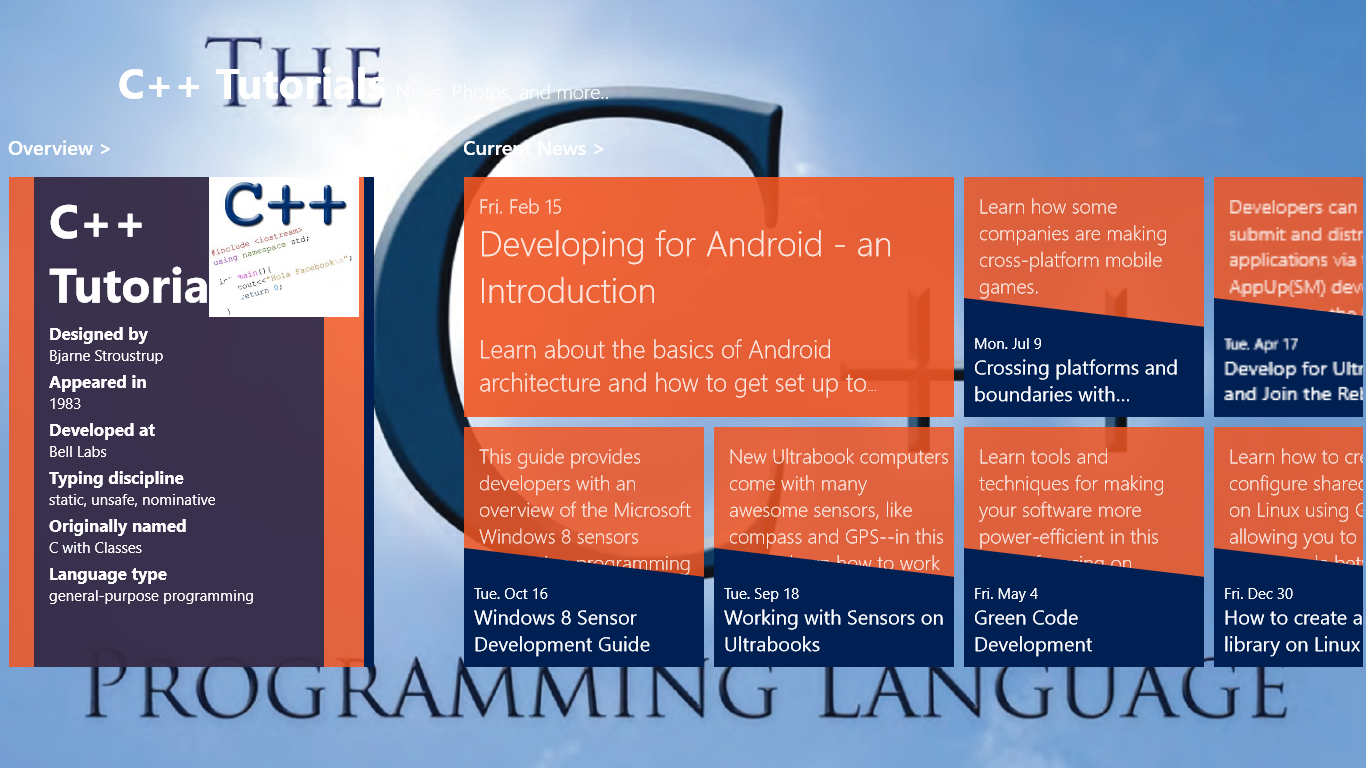 THE
C++ Tutorials News, Photos, and more..
Overview >
C++
Tutoria
C++
#include <iostream>
using namespace std;
main(){
cout<<"Hola Facebook\n";
return 0;
}
Designed by
Bjarne Stroustrup
Appeared in
1983
Developed at
Bell Labs
Typing discipline
static, unsafe, nominative
Originally named
C with Classes
Language type
general-purpose programming
Current News >
Fri. Feb 15
Developing for Android - an
Introduction
Learn about the basics of Android
architecture and how to get set up to...
Learn how some
companies are making
cross-platform mobile
games.
Mon. Jul 9
Crossing platforms and
boundaries with...
Developers can
submit and distr
applications via
AppUp(SM) dev
the
Tue. Apr 17
Develop for Ultr
and Join the Reb
This guide provides
developers with an
overview of the Microsoft
Windows 8 sensors
programming
Tue. Oct 16
Windows 8 Sensor
Development Guide
New Ultrabook computers
come with many
awesome sensors, like
compass and GPS--in this
how to work
Tue. Sep 18
Working with Sensors on
Ultrabooks
Learn tools and
techniques for making
your software more
power-efficient in this
on
Fri. May 4
Green Code
Development
Learn how to cre
configure shared
on Linux using G
allowing you to
Fri. Dec 30
How to create a
library on Linux
C++
PROGRAMMING LANGUAGE